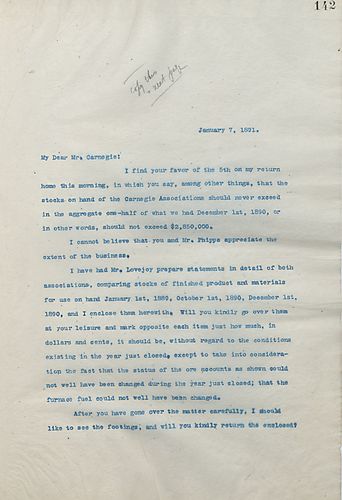 142
Copy this
& next page
January 7, 1891.
My Dear Mr. Carnegie:
I find your favor of the 5th on my return
home this morning, in which you say, among other things, that the
stocks on hand of the Carnegie Associations should never exceed
in the aggregate one-half of what we had December 1st, 1890, or
in other words, should not exceed $2,850,000.
I cannot believe that you and Mr. Phipps appreciate the
extent of the business.
I have had Mr. Lovejoy prepare statements in detail of both
associations, comparing stocks of finished product and materials
for use on hand January 1st, 1889, October 1st, 1890, December 1st,
1890, and I enclose them herewith. Will you kindly go over them
at your leisure and mark opposite each item just how much, in
dollars and cents, it should be, without regard to the conditions
existing in the year just closed, except to take into considera-
tion the fact that the status of the ore accounts as shown could
not well have been changed during the year just closed; that the
furnace fuel could not well have been changed.
After you have gone over the matter carefully, I should
like to see the footings, and will you kindly return the enclosed?